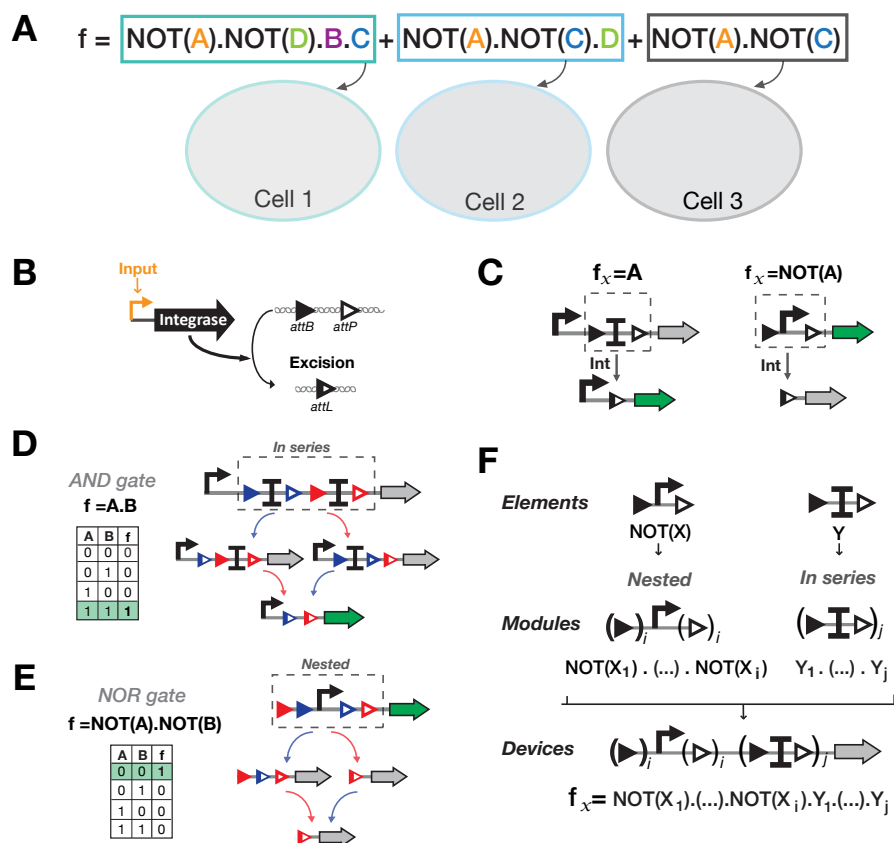 A
f = NOT(A).NOT(D).B.C + NOT(A).NOT(C).D + NOT(A).NOT(C)
Cell 1
Cell 2
Cell 3
B
Input
Integrase
attB
attP
Excision
attL
C
fx=A
fx=NOT(A)
Int
Int
D
AND gate
f =A.B
A B f
0 0 0
0 1 0
1 0 0
1 1 1
In series
E
NOR gate
f =NOT(A).NOT(B)
A B f
0 0 1
0 1 0
1 0 0
1 1 0
Nested
F
Elements
NOT(X)
Y
Nested
In series
Modules
( )i ( )i
( )j
NOT(X1) . (...) . NOT(Xi)
Y1 . (...) . Yj
Devices
( )i ( )i ( )j
fx= NOT(X1).(...).NOT(Xi).Y1.(...).Yj